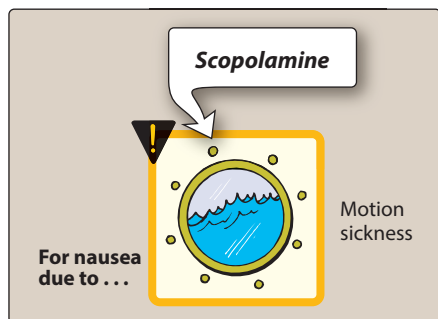 Scopolamine
!
Motion
sickness
For nausea
due to . . .